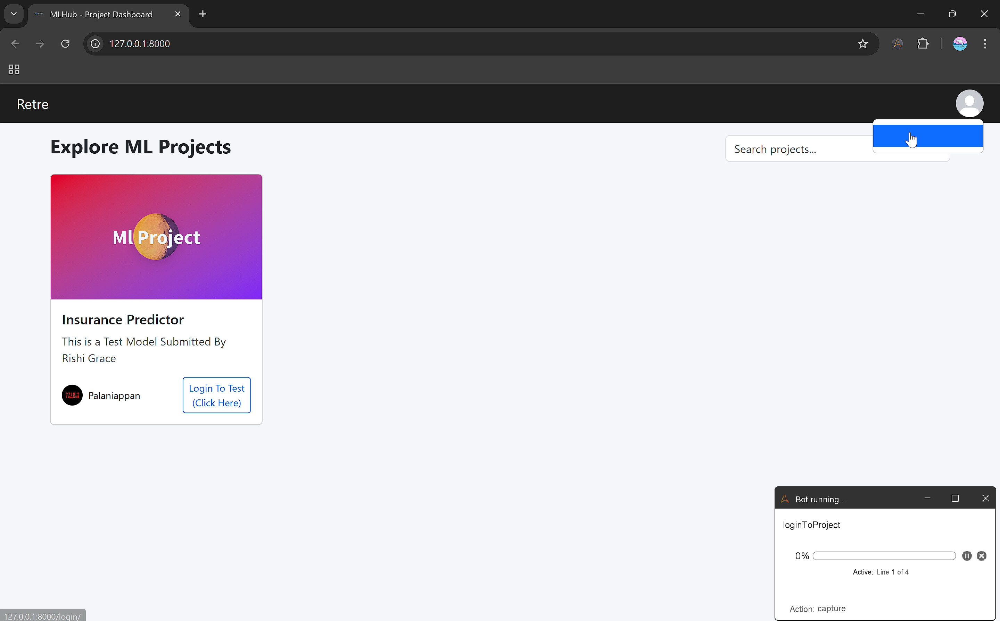 MLHub - Project Dashboard
127.0.0.1:8000
Retre
Explore ML Projects
Search projects...
Ml Project
Insurance Predictor
This is a Test Model Submitted By
Rishi Grace
PALANI
Palaniappan
Login To Test
(Click Here)
Bot running...
loginToProject
0%
Active: Line 1 of 4
Action: capture
127.0.0.1:8000/login/